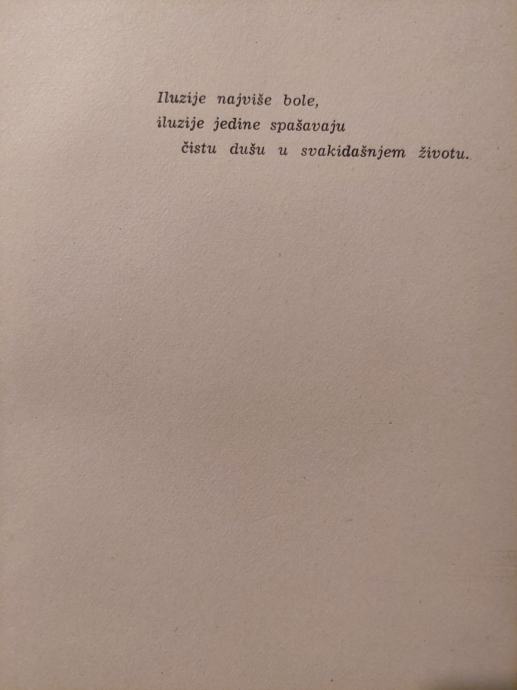 Iluzije najviše bole,
iluzije jedine spašavaju
čistu dušu u svakidašnjem životu.